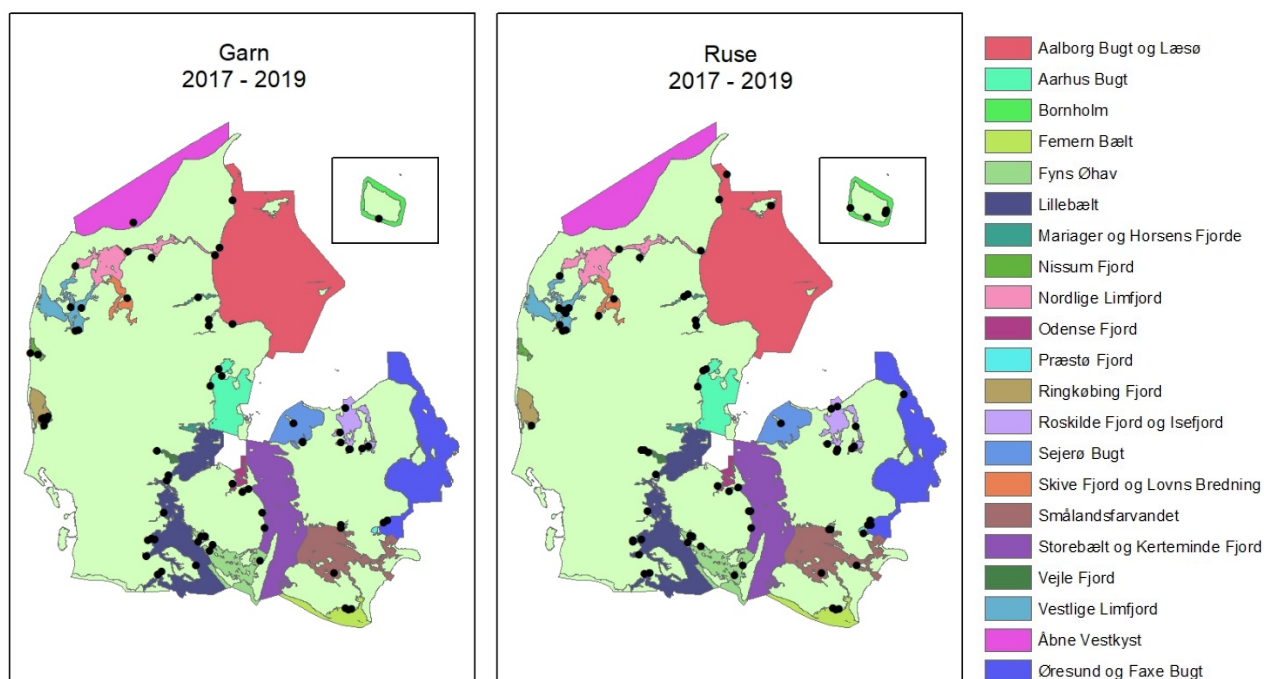 Garn
2017 - 2019
Ruse
2017 - 2019
Aalborg Bugt og Læsø
Aarhus Bugt
Bornholm
Femern Bælt
Fyns Øhav
Lillebælt
Mariager og Horsens Fjorde
Nissum Fjord
Nordlige Limfjord
Odense Fjord
Præstø Fjord
Ringkøbing Fjord
Roskilde Fjord og Isefjord
Sejerø Bugt
Skive Fjord og Lovns Bredning
Smålandsfarvandet
Storebælt og Kerteminde Fjord
Vejle Fjord
Vestlige Limfjord
Åbne Vestkyst
Øresund og Faxe Bugt